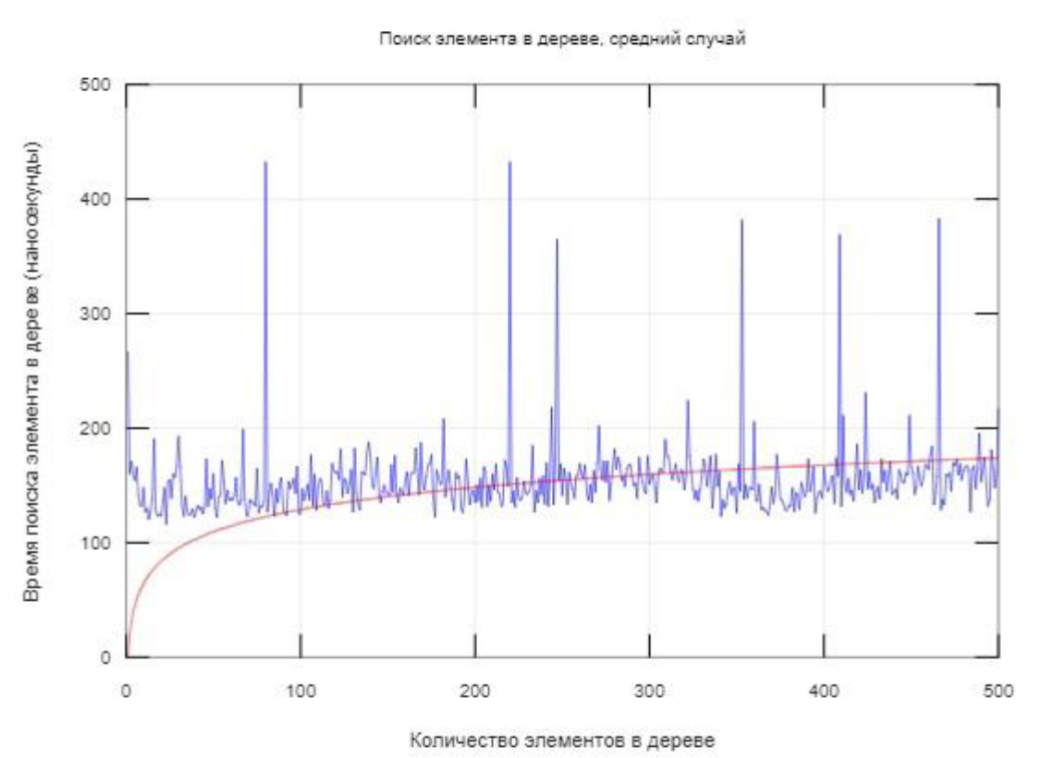 Поиск элемента в дереве, средний случай
Время поиска элемента в дереве (наносекунды)
500
400
300
200
100
0
0 100 200 300 400 500
Количество элементов в дереве